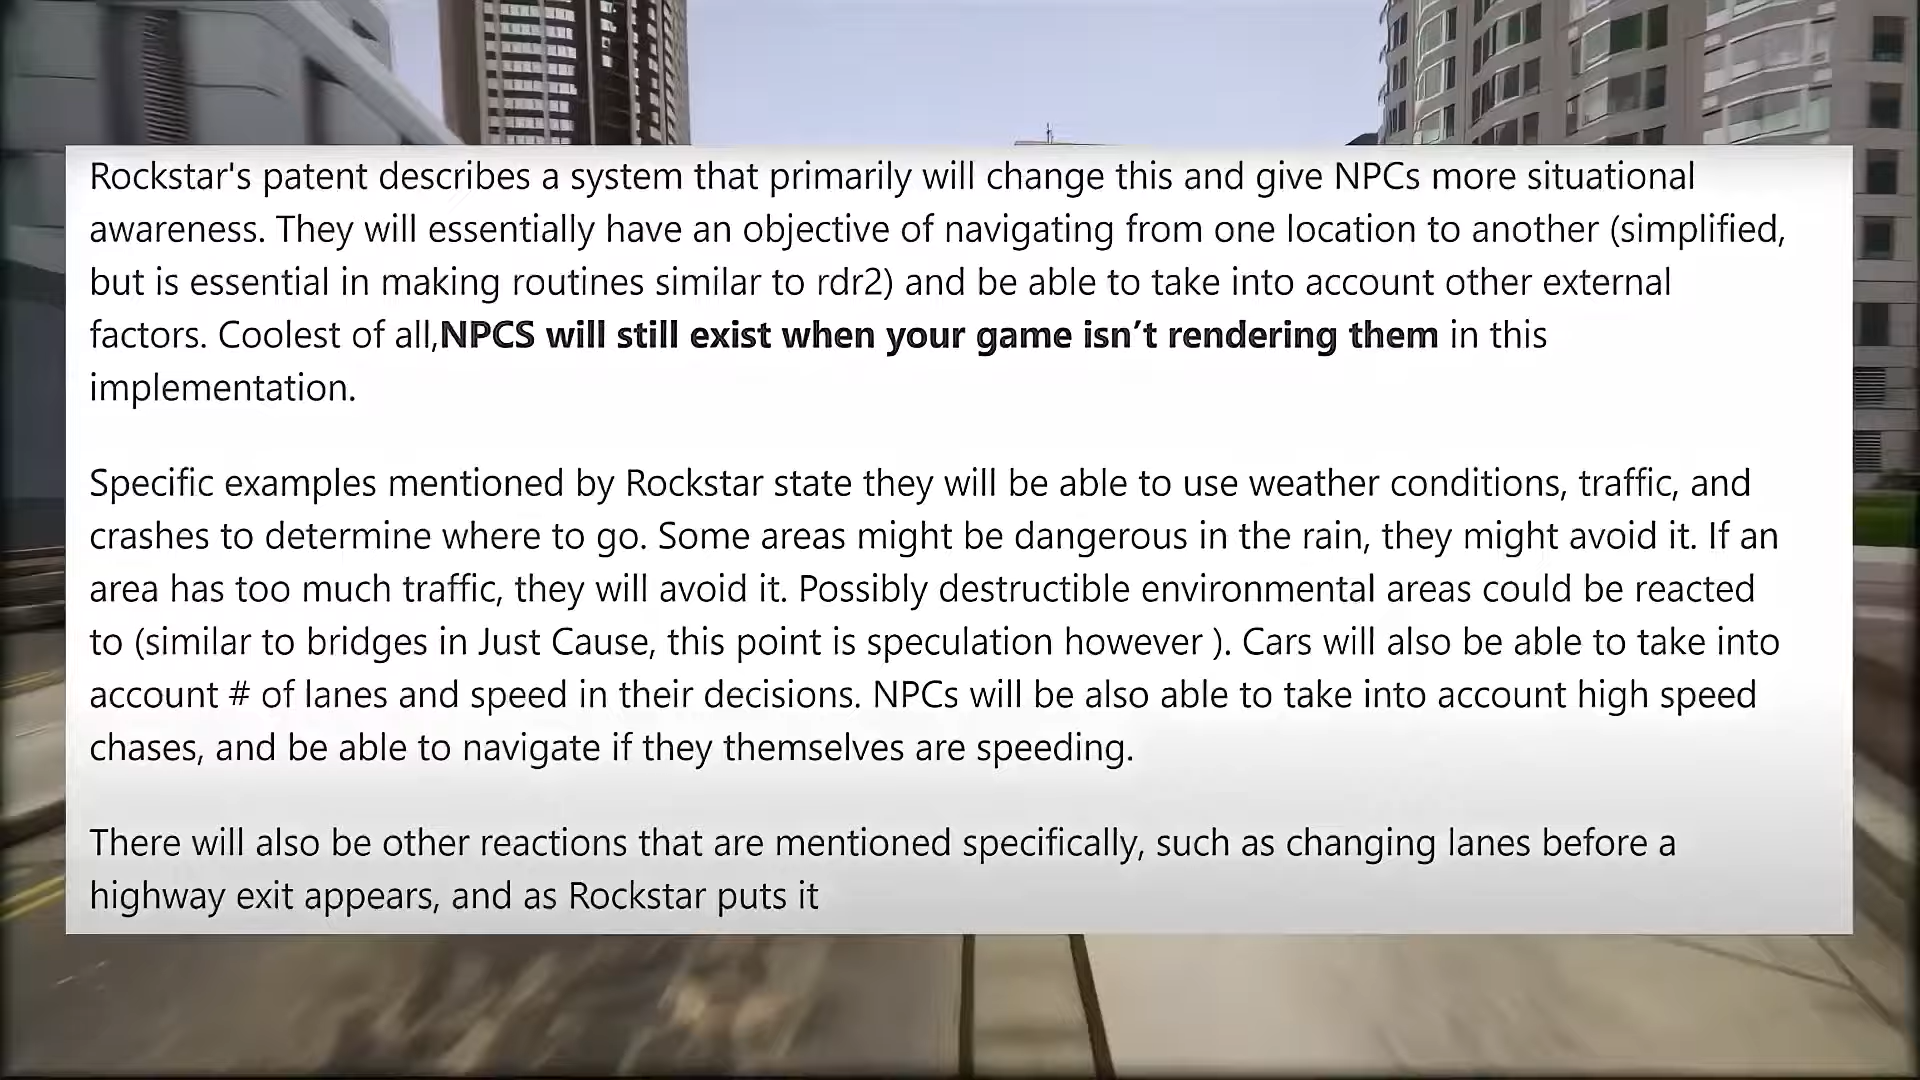 Rockstar's patent describes a system that primarily will change this and give NPCs more situational
awareness. They will essentially have an objective of navigating from one location to another (simplified,
but is essential in making routines similar to rdr2) and be able to take into account other external
factors. Coolest of all,NPCS will still exist when your game isn’t rendering them in this
implementation.
Specific examples mentioned by Rockstar state they will be able to use weather conditions, traffic, and
crashes to determine where to go. Some areas might be dangerous in the rain, they might avoid it. If an
area has too much traffic, they will avoid it. Possibly destructible environmental areas could be reacted
to (similar to bridges in Just Cause, this point is speculation however ). Cars will also be able to take into
account # of lanes and speed in their decisions. NPCs will be also able to take into account high speed
chases, and be able to navigate if they themselves are speeding.
There will also be other reactions that are mentioned specifically, such as changing lanes before a
highway exit appears, and as Rockstar puts it